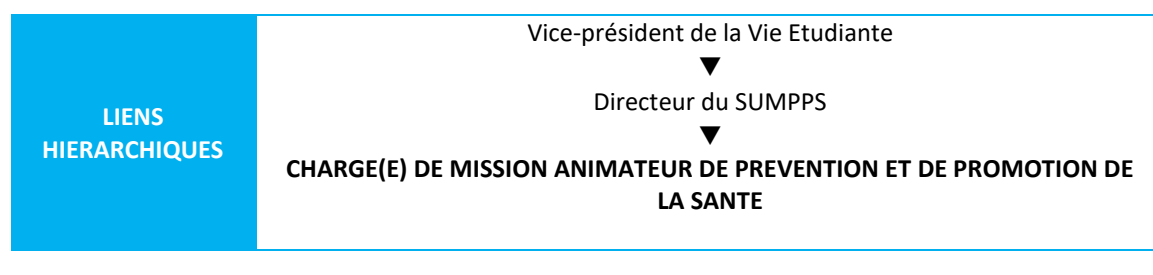 LIENS
HIERARCHIQUES
Vice-président de la Vie Etudiante
▼
Directeur du SUMPPS
▼
CHARGE(E) DE MISSION ANIMATEUR DE PREVENTION ET DE PROMOTION DE
LA SANTE